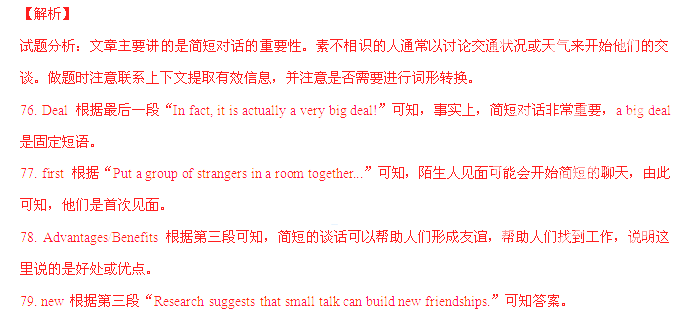 【解析】
试题分析：文章主要讲的是简短对话的重要性。素不相识的人通常以讨论交通状况或天气来开始他们的交
谈。做题时注意联系上下文提取有效信息，并注意是否需要进行词形转换。
76. Deal 根据最后一段“In fact, it is actually a very big deal!”可知，事实上，简短对话非常重要，a big deal
是固定短语。
77. first 根据“Put a group of strangers in a room together...”可知，陌生人见面可能会开始简短的聊天，由此
可知，他们是首次见面。
78. Advantages/Benefits 根据第三段可知，简短的谈话可以帮助人们形成友谊，帮助人们找到工作，说明这
里说的是好处或优点。
79. new 根据第三段“Research suggests that small talk can build new friendships.”可知答案。